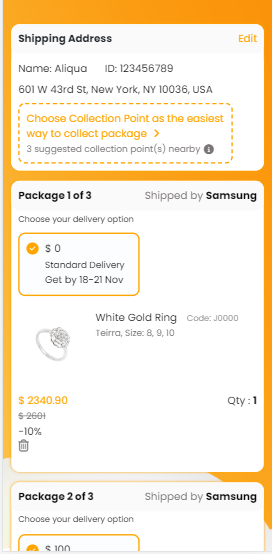 Shipping Address Edit
Name: Aliqua ID: 123456789
601 W 43rd St, New York, NY 10036, USA
Choose Collection Point as the easiest
way to collect package >
3 suggested collection point(s) nearby
Package 1 of 3 Shipped by Samsung
Choose your delivery option
$ 0
Standard Delivery
Get by 18-21 Nov
White Gold Ring Code: J0000
Teirra, Size: 8, 9, 10
$ 2340.90 Qty : 1
$ 2601
-10%
Package 2 of 3 Shipped by Samsung
Choose your delivery option
$ 100